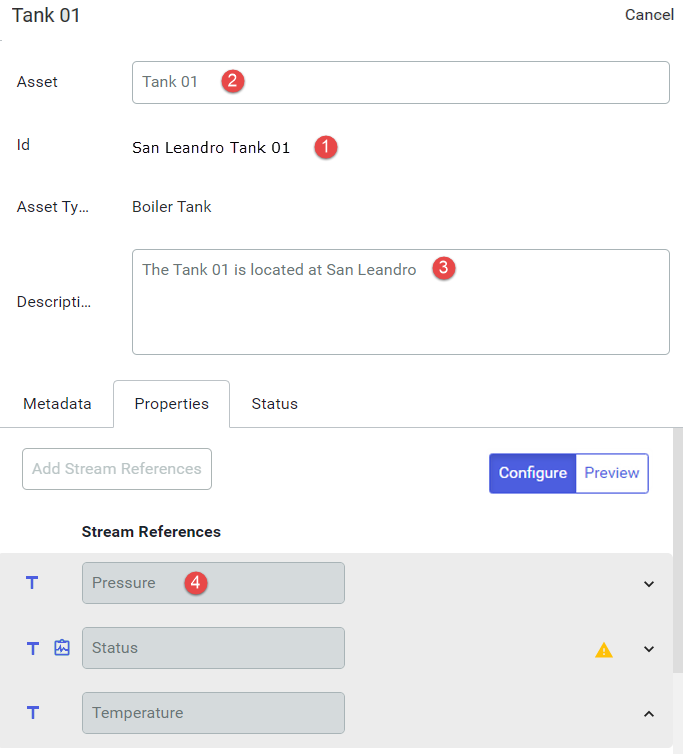 Tank 01 Cancel
Asset Tank 01 2
Id San Leandro Tank 01 1
Asset Ty... Boiler Tank
Descripti... The Tank 01 is located at San Leandro 3
Metadata Properties Status
Add Stream References Configure Preview
Stream References
T Pressure 4
T Status
T Temperature